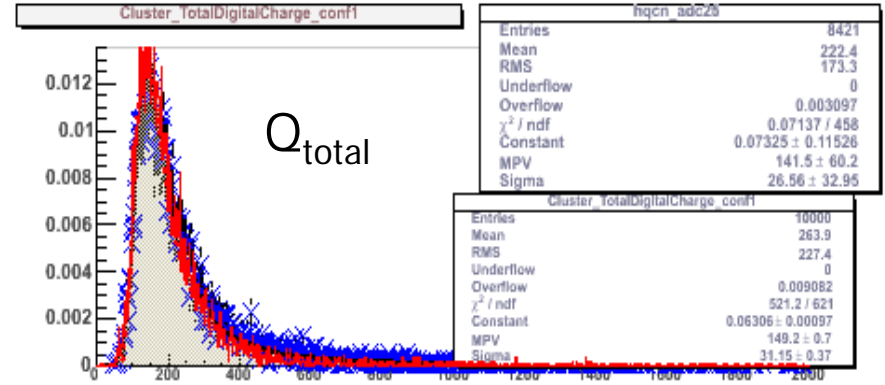 Cluster_TotalDigitalCharge_conf1
hqcn_adc25
Entries 8421
Mean 222.4
RMS 173.3
Underflow 0
Overflow 0.003097
χ² / ndf 0.07137 / 458
Constant 0.07325 ± 0.11526
MPV 141.5 ± 60.2
Sigma 26.56 ± 32.95
Cluster_TotalDigitalCharge_conf1
Entries 10000
Mean 263.9
RMS 227.4
Underflow 0
Overflow 0.009082
χ² / ndf 521.2 / 621
Constant 0.06306 ± 0.00097
MPV 149.2 ± 0.7
Sigma 31.15 ± 0.37
Qtotal
0.012
0.01
0.008
0.006
0.004
0.002
0
0 200 400 600 800 1000 1200 1400 1600 1800 2000